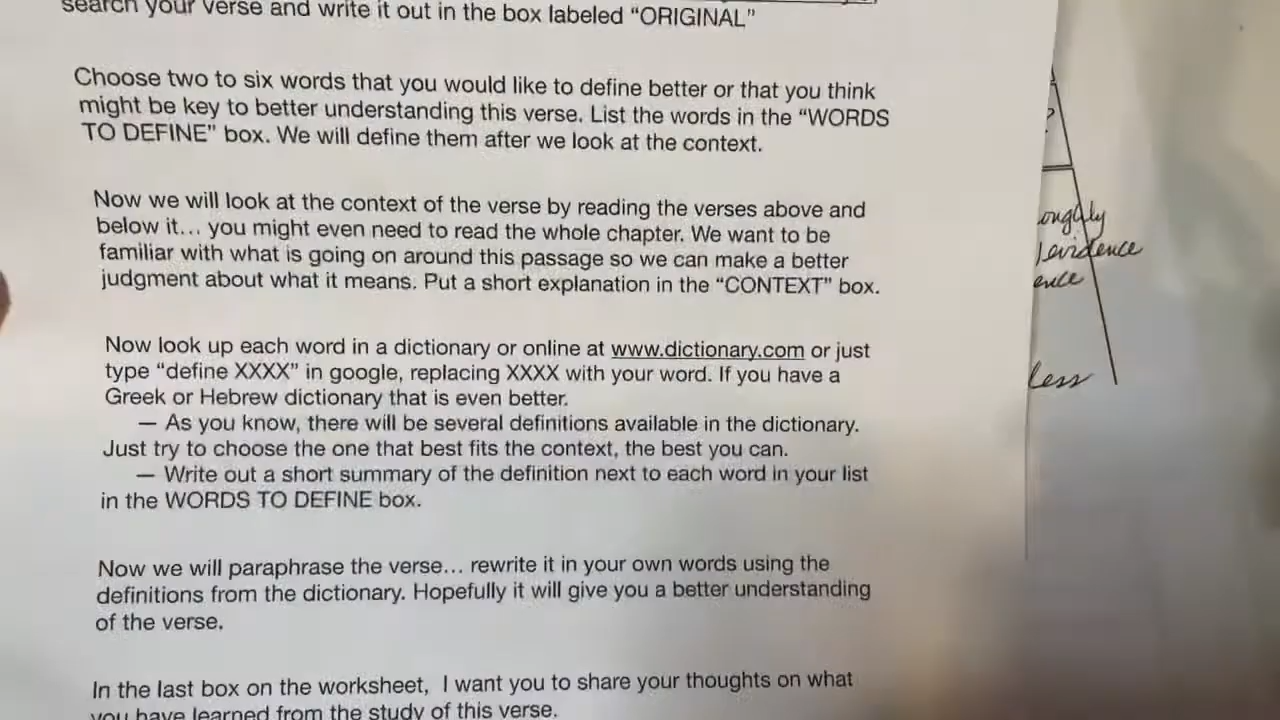 search your verse and write it out in the box labeled “ORIGINAL”
Choose two to six words that you would like to define better or that you think
might be key to better understanding this verse. List the words in the “WORDS
TO DEFINE” box. We will define them after we look at the context.
Now we will look at the context of the verse by reading the verses above and
below it... you might even need to read the whole chapter. We want to be
familiar with what is going on around this passage so we can make a better
judgment about what it means. Put a short explanation in the “CONTEXT” box.
Now look up each word in a dictionary or online at www.dictionary.com or just
type “define XXXX” in google, replacing XXXX with your word. If you have a
Greek or Hebrew dictionary that is even better.
— As you know, there will be several definitions available in the dictionary.
Just try to choose the one that best fits the context, the best you can.
— Write out a short summary of the definition next to each word in your list
in the WORDS TO DEFINE box.
Now we will paraphrase the verse... rewrite it in your own words using the
definitions from the dictionary. Hopefully it will give you a better understanding
of the verse.
In the last box on the worksheet, I want you to share your thoughts on what
you have learned from the study of this verse.
?
oughly
evidence
ence
less